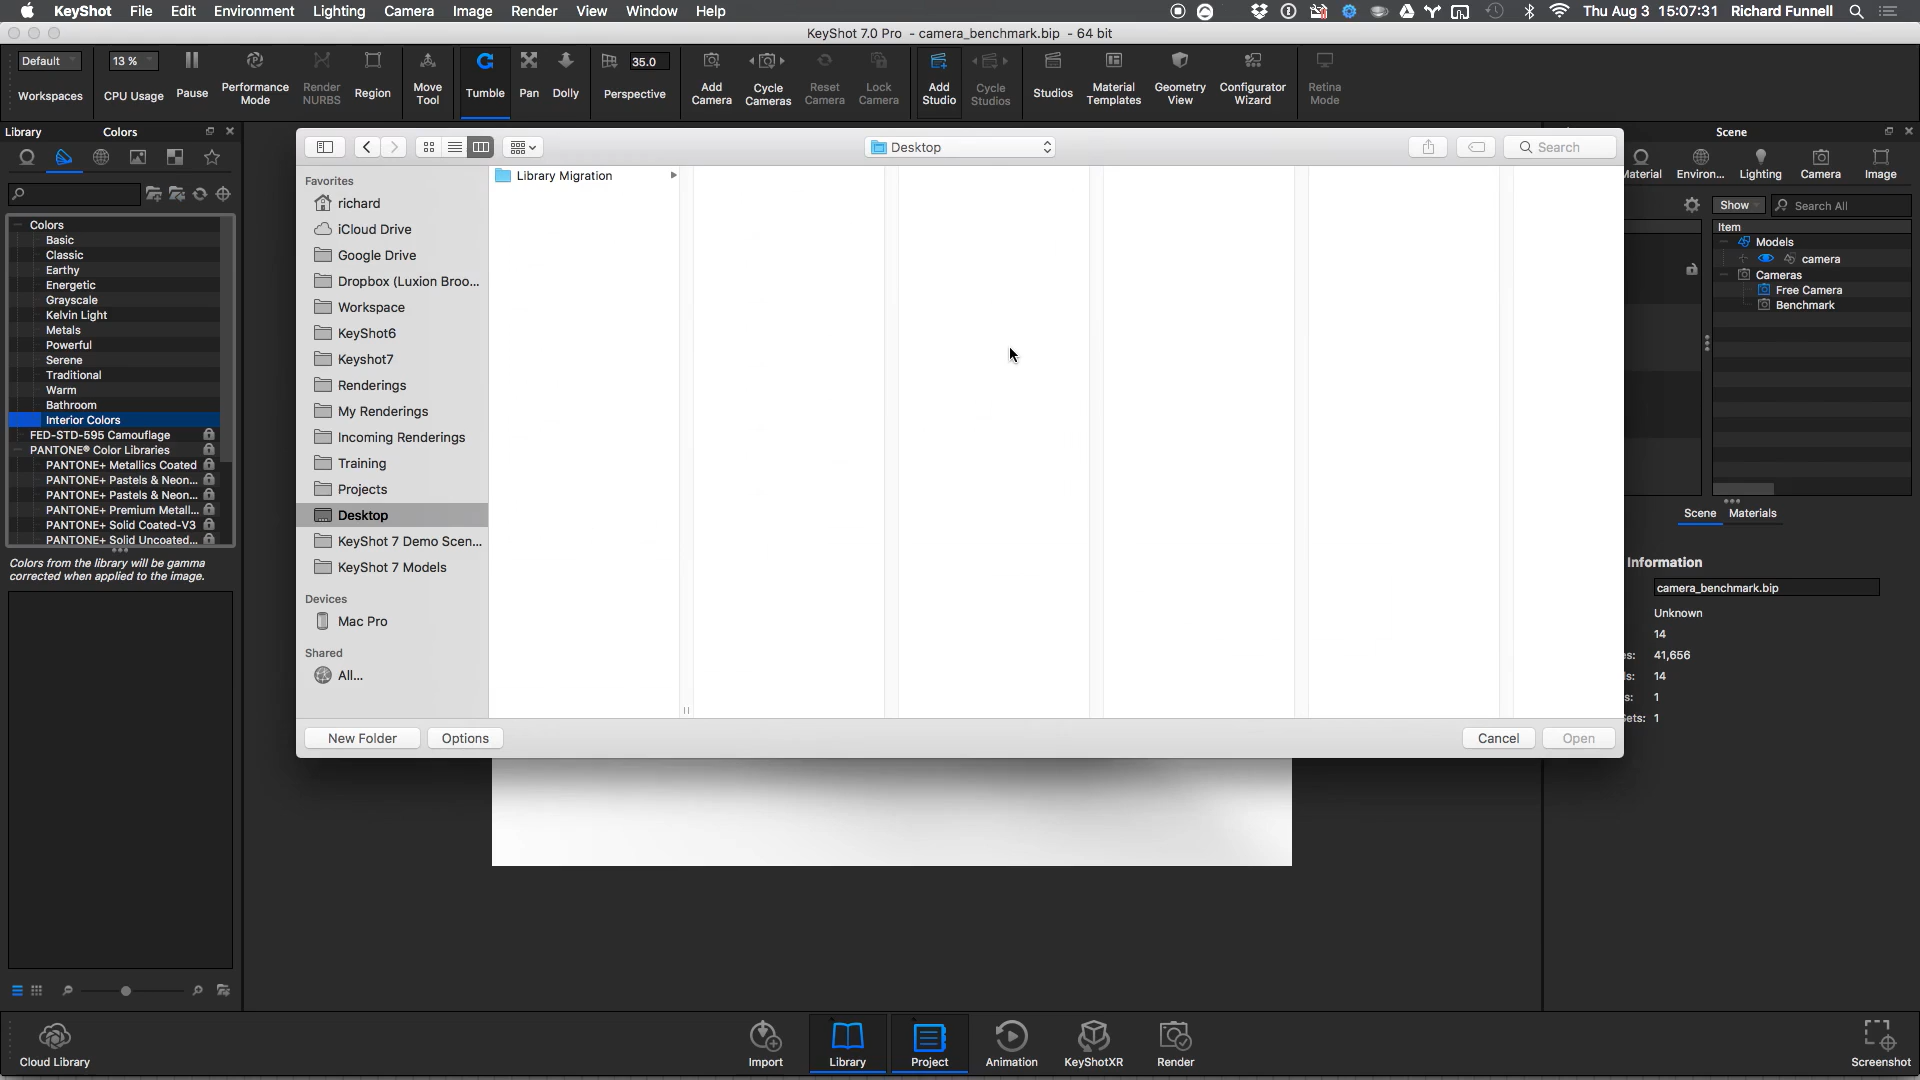 KeyShot File Edit Environment Lighting Camera Image Render View Window Help
Thu Aug 3 15:07:31 Richard Funnell
KeyShot 7.0 Pro - camera_benchmark.bip - 64 bit
Default
13 %
35.0
Workspaces
CPU Usage
Pause
Performance
Mode
Render
NURBS
Region
Move
Tool
Tumble
Pan
Dolly
Perspective
Add
Camera
Cycle
Cameras
Reset
Camera
Lock
Camera
Add
Studio
Cycle
Studios
Studios
Material
Templates
Geometry
View
Configurator
Wizard
Retina
Mode
Library
Colors
Colors
Basic
Classic
Earthy
Energetic
Grayscale
Kelvin Light
Metals
Powerful
Serene
Traditional
Warm
Bathroom
Interior Colors
FED-STD-595 Camouflage
PANTONE® Color Libraries
PANTONE+ Metallics Coated
PANTONE+ Pastels & Neon...
PANTONE+ Pastels & Neon...
PANTONE+ Premium Metall...
PANTONE+ Solid Coated-V3
PANTONE+ Solid Uncoated...
Colors from the library will be gamma
corrected when applied to the image.
Desktop
Search
Favorites
richard
iCloud Drive
Google Drive
Dropbox (Luxion Broo...
Workspace
KeyShot6
Keyshot7
Renderings
My Renderings
Incoming Renderings
Training
Projects
Desktop
KeyShot 7 Demo Scen...
KeyShot 7 Models
Devices
Mac Pro
Shared
All...
Library Migration
New Folder
Options
Cancel
Open
Scene
aterial
Environ...
Lighting
Camera
Image
Show
Search All
Item
Models
camera
Cameras
Free Camera
Benchmark
Scene
Materials
Information
camera_benchmark.bip
Unknown
14
es: 41,656
ls: 14
s: 1
Sets: 1
Cloud Library
Import
Library
Project
Animation
KeyShotXR
Render
Screenshot